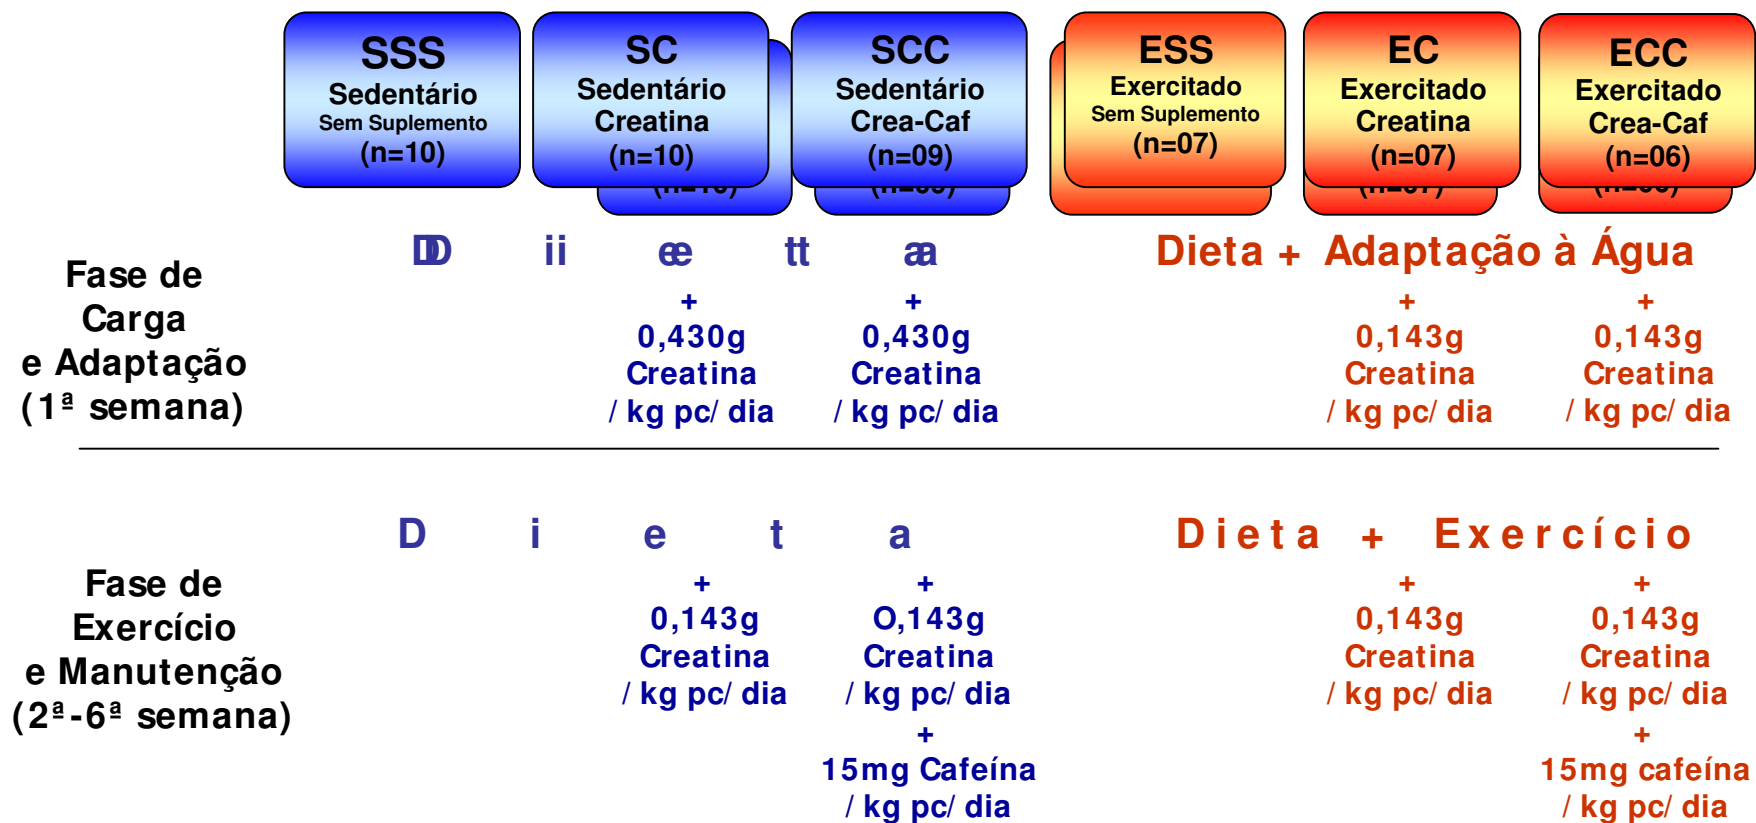 SSS
Sedentário
Sem Suplemento
(n=10)
SC
Sedentário
Creatina
(n=10)
SCC
Sedentário
Crea-Caf
(n=09)
ESS
Exercitado
Sem Suplemento
(n=07)
EC
Exercitado
Creatina
(n=07)
ECC
Exercitado
Crea-Caf
(n=06)
Fase de
Carga
e Adaptação
(1ª semana)
D i e t a
+
0,430g
Creatina
/ kg pc/ dia
+
0,430g
Creatina
/ kg pc/ dia
Dieta + Adaptação à Água
+
0,143g
Creatina
/ kg pc/ dia
+
0,143g
Creatina
/ kg pc/ dia
Fase de
Exercício
e Manutenção
(2ª-6ª semana)
D i e t a
+
0,143g
Creatina
/ kg pc/ dia
+
O,143g
Creatina
/ kg pc/ dia
+
15mg Cafeína
/ kg pc/ dia
Dieta + Exercício
+
0,143g
Creatina
/ kg pc/ dia
+
0,143g
Creatina
/ kg pc/ dia
+
15mg cafeína
/ kg pc/ dia